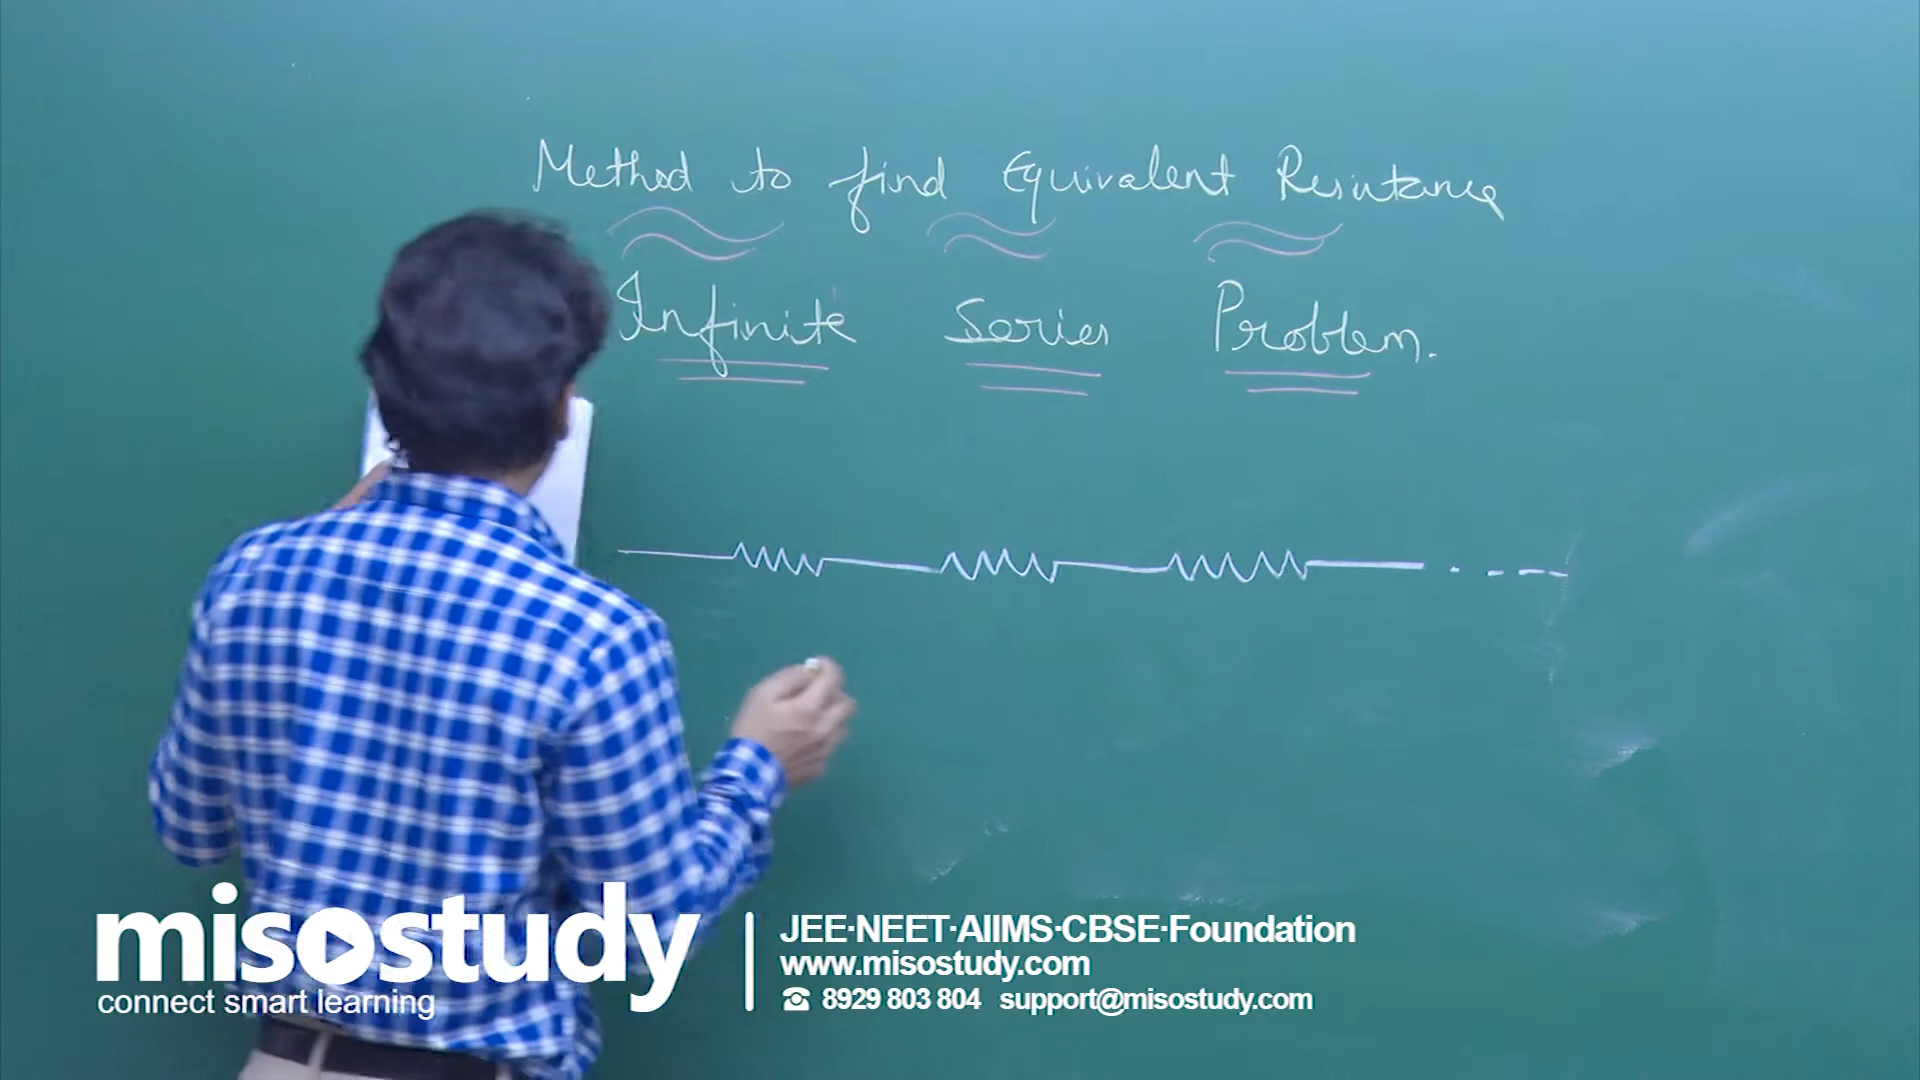 Method to find Equivalent Resistance
Infinite Series Problem.
misostudy
connect smart learning
JEE·NEET·AIIMS·CBSE·Foundation
www.misostudy.com
8929 803 804 support@misostudy.com